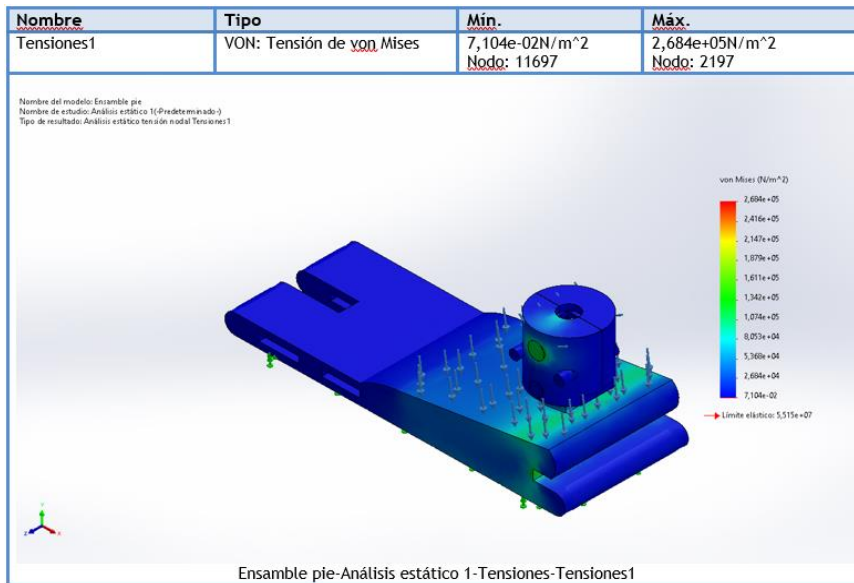 Nombre Tipo Mín. Máx.
Tensiones1 VON: Tensión de von Mises 7,104e-02N/m^2 2,684e+05N/m^2
Nodo: 11697 Nodo: 2197
Nombre del modelo: Ensamble pie
Nombre de estudio: Análisis estático 1(-Predeterminado-)
Tipo de resultado: Análisis estático tensión nodal Tensiones1
von Mises (N/m^2)
2,684e+05
2,416e+05
2,147e+05
1,879e+05
1,611e+05
1,342e+05
1,074e+05
8,053e+04
5,368e+04
2,684e+04
7,104e-02
Límite elástico: 5,515e+07
Y
Z
X
Ensamble pie-Análisis estático 1-Tensiones-Tensiones1